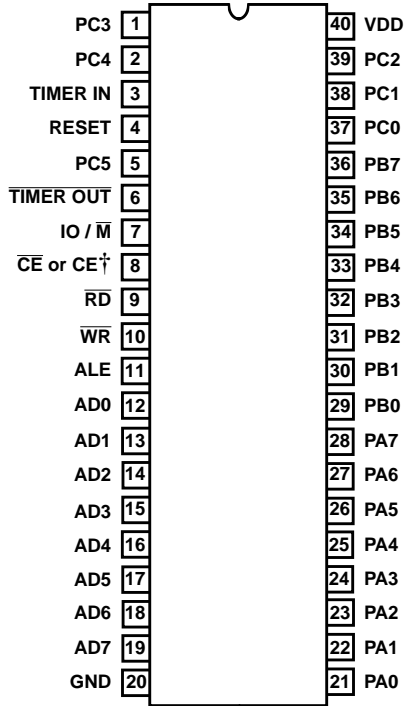 PC3 1 40 VDD
PC4 2 39 PC2
TIMER IN 3 38 PC1
RESET 4 37 PC0
PC5 5 36 PB7
TIMER OUT 6 35 PB6
IO / M 7 34 PB5
CE or CE† 8 33 PB4
RD 9 32 PB3
WR 10 31 PB2
ALE 11 30 PB1
AD0 12 29 PB0
AD1 13 28 PA7
AD2 14 27 PA6
AD3 15 26 PA5
AD4 16 25 PA4
AD5 17 24 PA3
AD6 18 23 PA2
AD7 19 22 PA1
GND 20 21 PA0